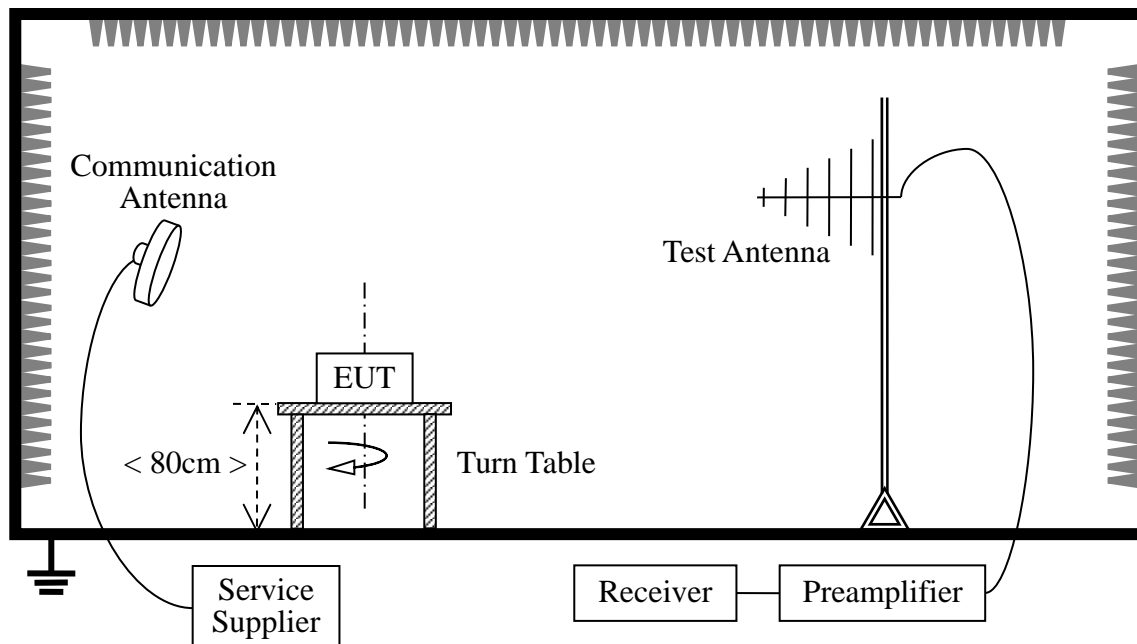 Communication
Antenna
Test Antenna
EUT
< 80cm >
Turn Table
Service
Supplier
Receiver
Preamplifier